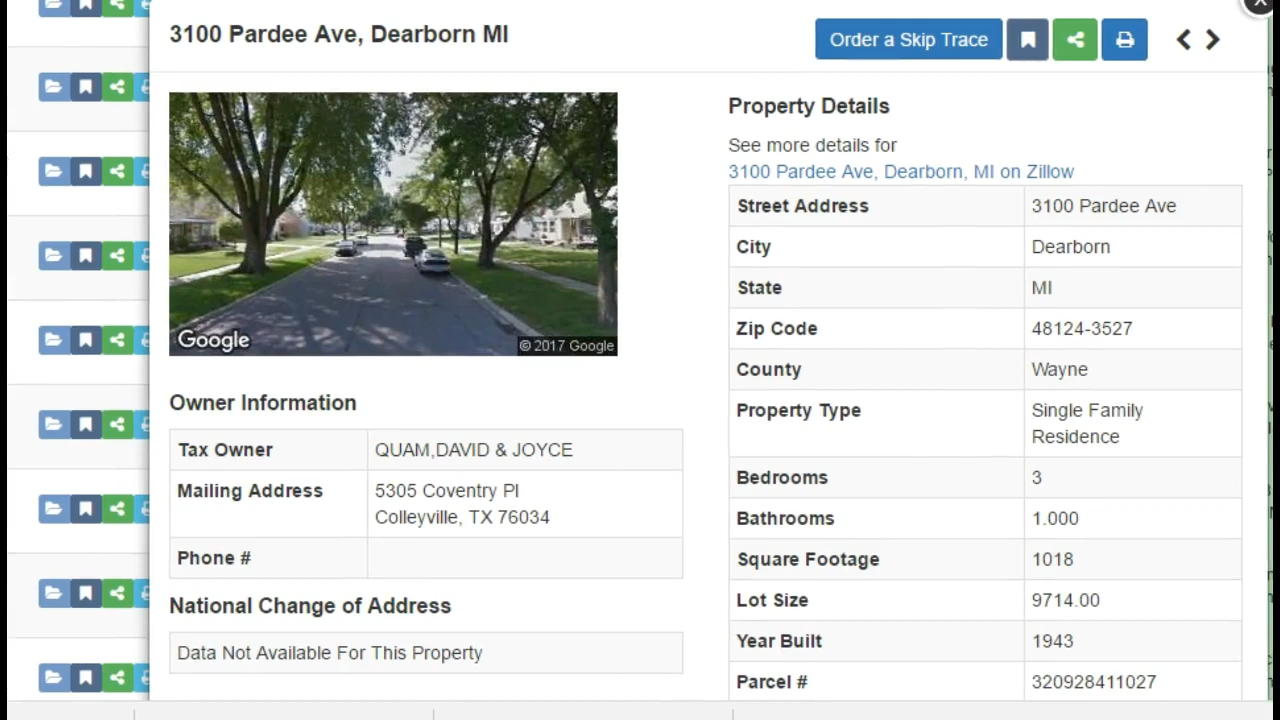 3100 Pardee Ave, Dearborn MI
Order a Skip Trace
Google
© 2017 Google
Owner Information
Tax Owner QUAM,DAVID & JOYCE
Mailing Address 5305 Coventry Pl
Colleyville, TX 76034
Phone #
National Change of Address
Data Not Available For This Property
Property Details
See more details for
3100 Pardee Ave, Dearborn, MI on Zillow
Street Address 3100 Pardee Ave
City Dearborn
State MI
Zip Code 48124-3527
County Wayne
Property Type Single Family
Residence
Bedrooms 3
Bathrooms 1.000
Square Footage 1018
Lot Size 9714.00
Year Built 1943
Parcel # 320928411027